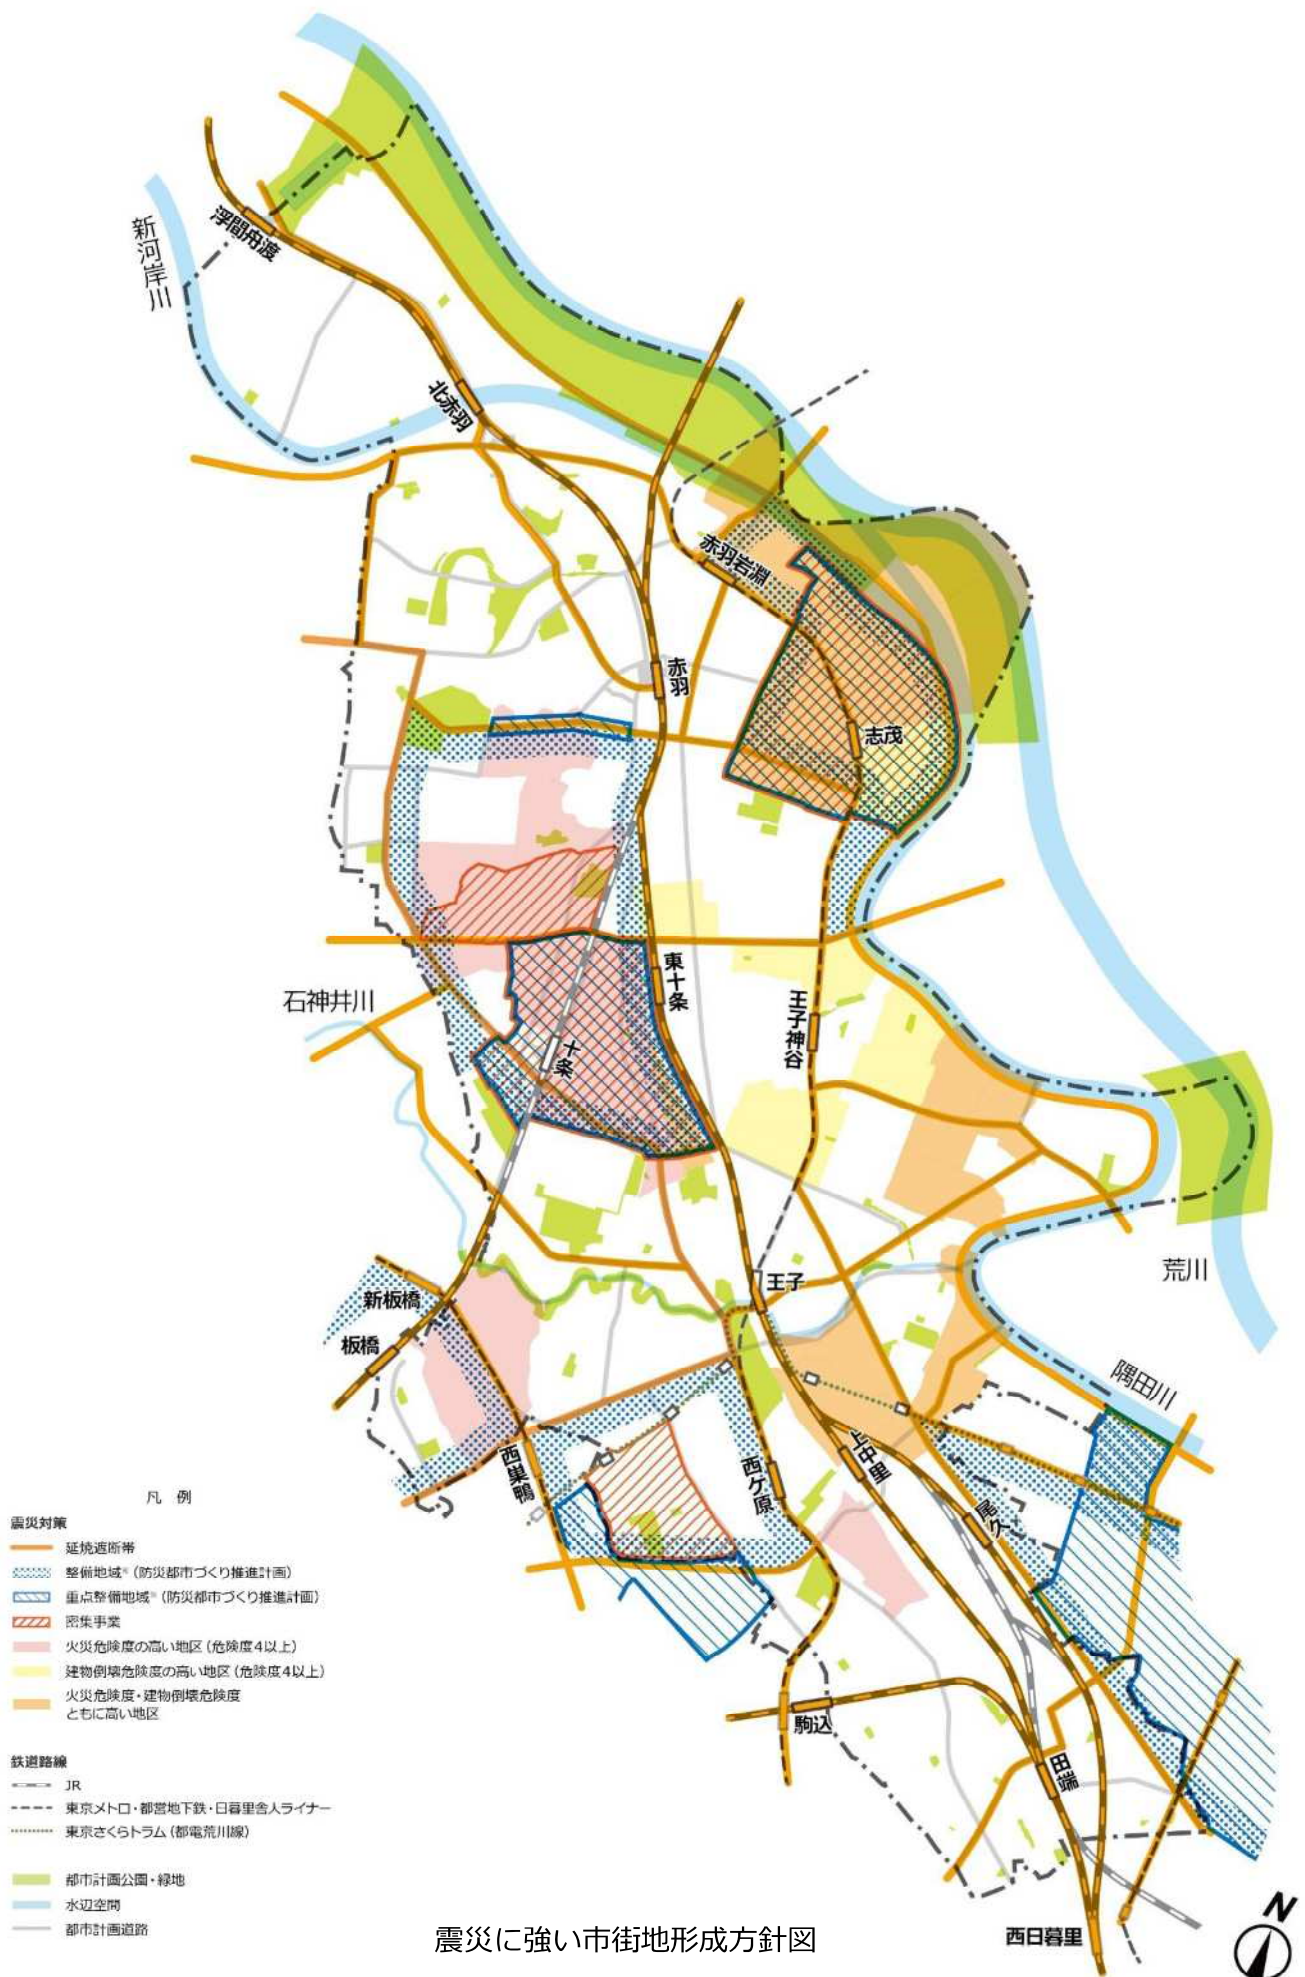 新河岸川
浮間舟渡
北赤羽
赤羽岩淵
赤羽
志茂
東十条
石神井川
王子神谷
十条
荒川
王子
新板橋
板橋
隅田川
西巣鴨
西ケ原
上中里
尾久
駒込
田端
西日暮里
凡 例
震災対策
延焼遮断帯
整備地域※(防災都市づくり推進計画)
重点整備地域※(防災都市づくり推進計画)
密集事業
火災危険度の高い地区(危険度4以上)
建物倒壊危険度の高い地区(危険度4以上)
火災危険度・建物倒壊危険度
ともに高い地区
鉄道路線
JR
東京メトロ・都営地下鉄・日暮里舎人ライナー
東京さくらトラム(都電荒川線)
都市計画公園・緑地
水辺空間
都市計画道路
震災に強い市街地形成方針図
N